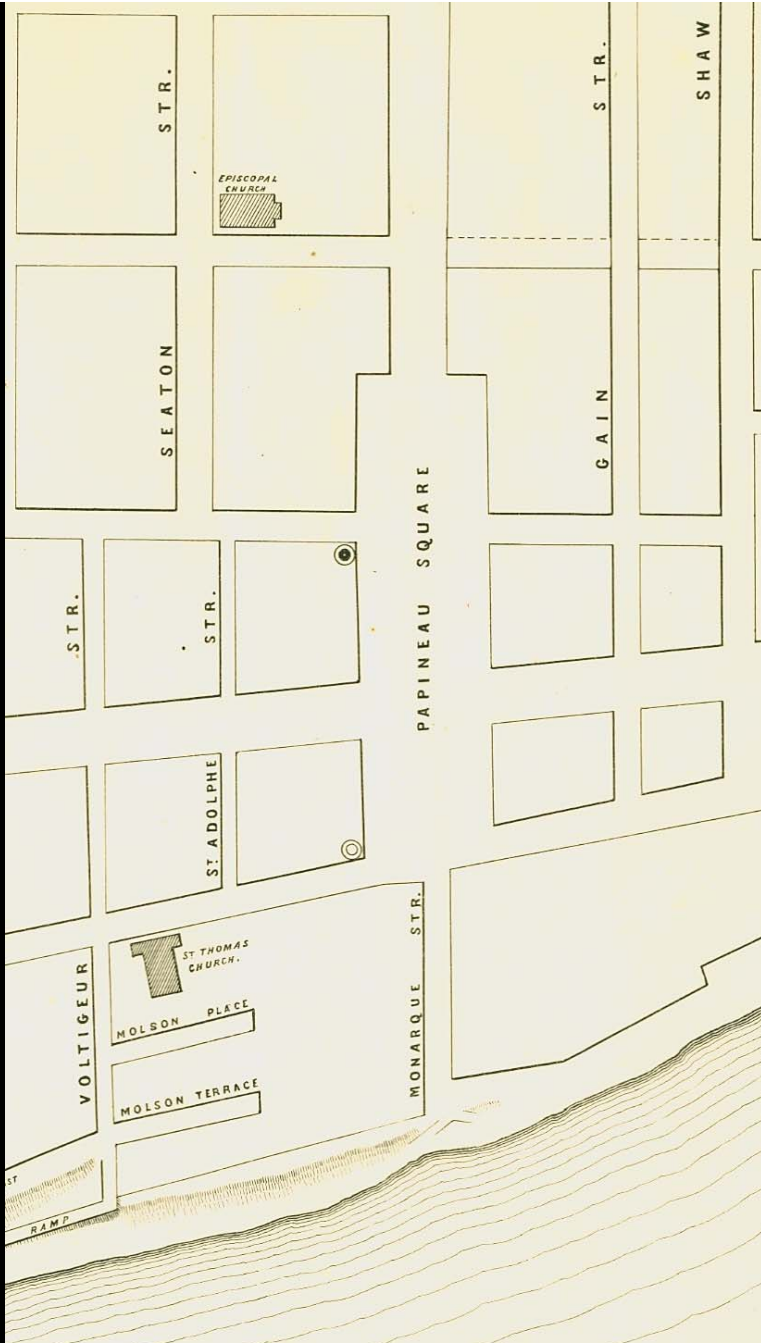 STR.
STR.
SHAW
EPISCOPAL
CHURCH
SEATON
GAIN
PAPINEAU SQUARE
STR.
STR.
ST ADOLPHE
ST THOMAS
CHURCH.
MONARQUE STR.
VOLTIGEUR
MOLSON PLACE
MOLSON TERRACE
RAMP